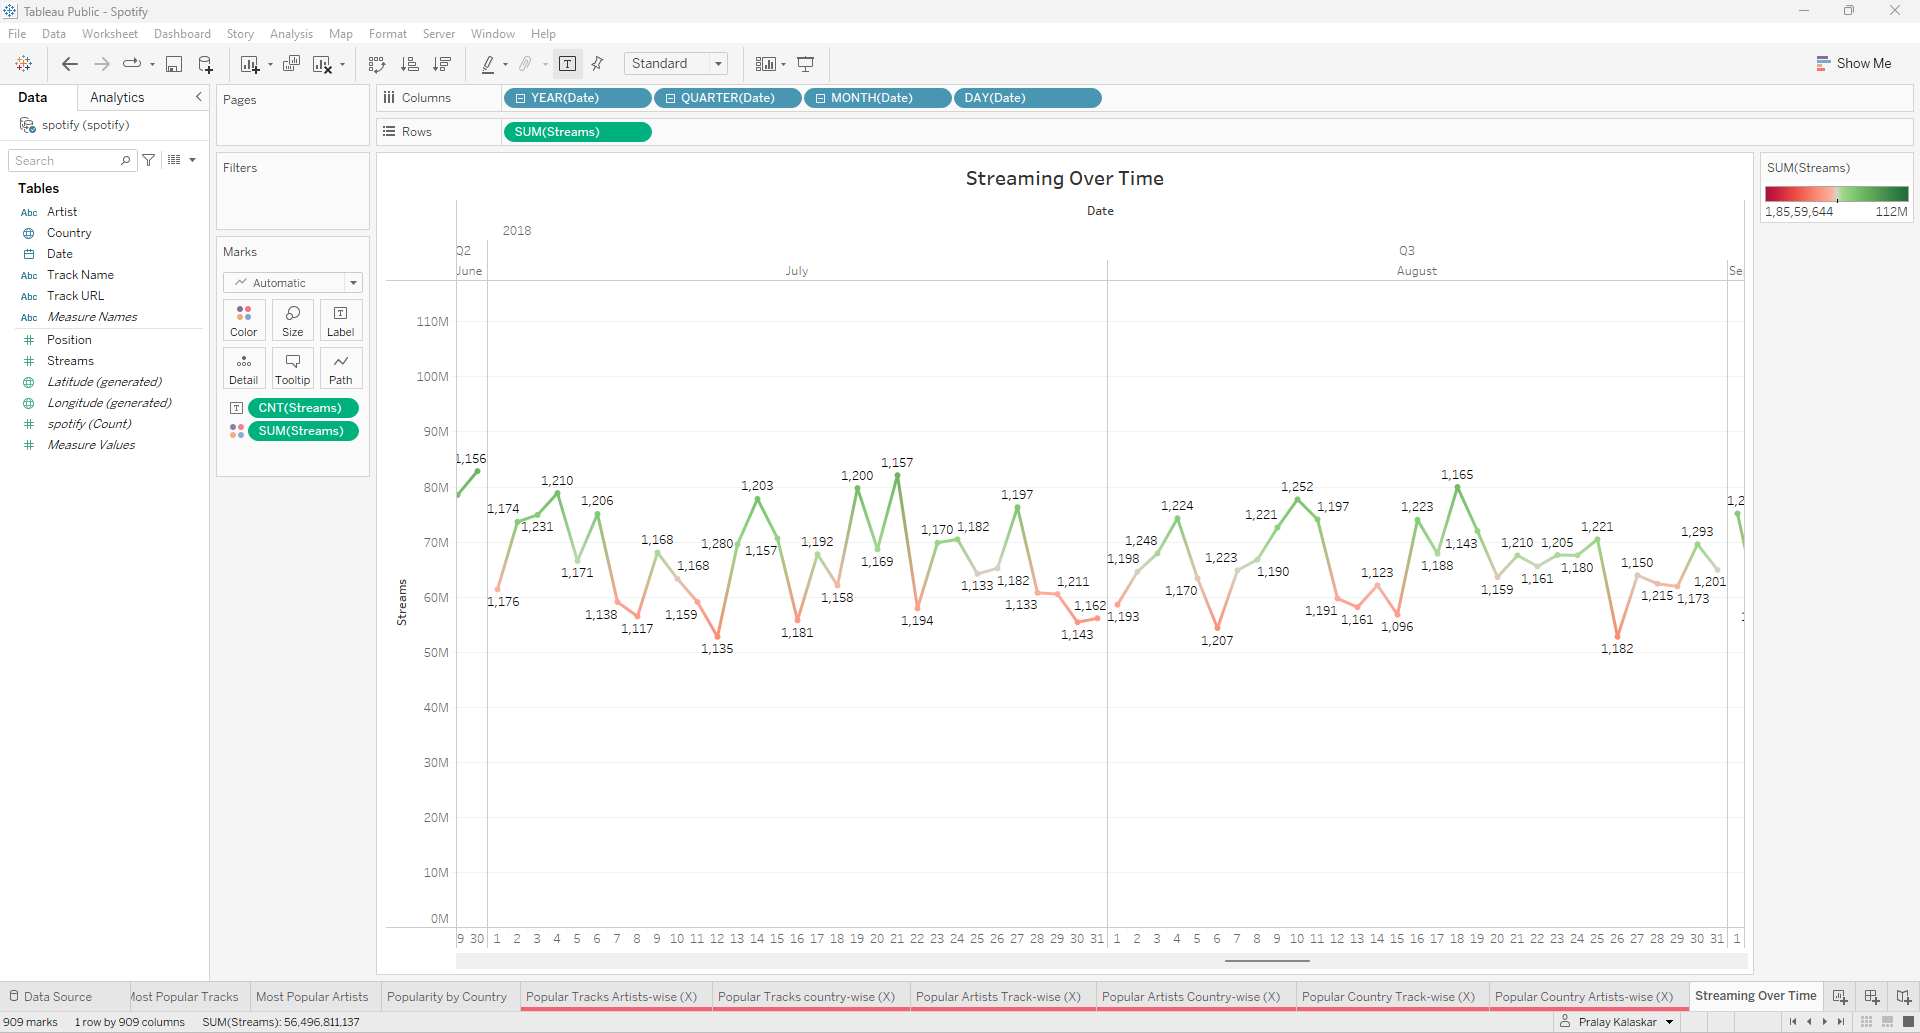 Tableau Public - Spotify
File Data Worksheet Dashboard Story Analysis Map Format Server Window Help
Standard
Show Me
Data Analytics
spotify (spotify)
Search
Tables
Abc Artist
Country
Date
Abc Track Name
Abc Track URL
Abc Measure Names
Position
Streams
Latitude (generated)
Longitude (generated)
spotify (Count)
Measure Values
Pages
Filters
Marks
Automatic
Color Size Label
Detail Tooltip Path
CNT(Streams)
SUM(Streams)
Columns YEAR(Date) QUARTER(Date) MONTH(Date) DAY(Date)
Rows SUM(Streams)
Streaming Over Time
Date
2018
Q2 Q3
June July August Se
110M
100M
90M
80M
70M
60M
50M
40M
30M
20M
10M
0M
Streams
1,156
1,174
1,176
1,231
1,210
1,171
1,206
1,138
1,117
1,168
1,168
1,159
1,135
1,280
1,203
1,157
1,181
1,192
1,158
1,200
1,169
1,157
1,194
1,170
1,182
1,133
1,182
1,197
1,133
1,211
1,143
1,162
1,193
1,198
1,248
1,224
1,170
1,207
1,223
1,190
1,221
1,252
1,197
1,191
1,161
1,123
1,096
1,223
1,188
1,165
1,143
1,159
1,210
1,161
1,205
1,180
1,221
1,182
1,150
1,215
1,173
1,293
1,201
9 30 1 2 3 4 5 6 7 8 9 10 11 12 13 14 15 16 17 18 19 20 21 22 23 24 25 26 27 28 29 30 31 1 2 3 4 5 6 7 8 9 10 11 12 13 14 15 16 17 18 19 20 21 22 23 24 25 26 27 28 29 30 31 1
SUM(Streams)
1,85,59,644 112M
Data Source Most Popular Tracks Most Popular Artists Popularity by Country Popular Tracks Artists-wise (X) Popular Tracks country-wise (X) Popular Artists Track-wise (X) Popular Artists Country-wise (X) Popular Country Track-wise (X) Popular Country Artists-wise (X) Streaming Over Time
909 marks 1 row by 909 columns SUM(Streams): 56,496,811,137 Pralay Kalaskar